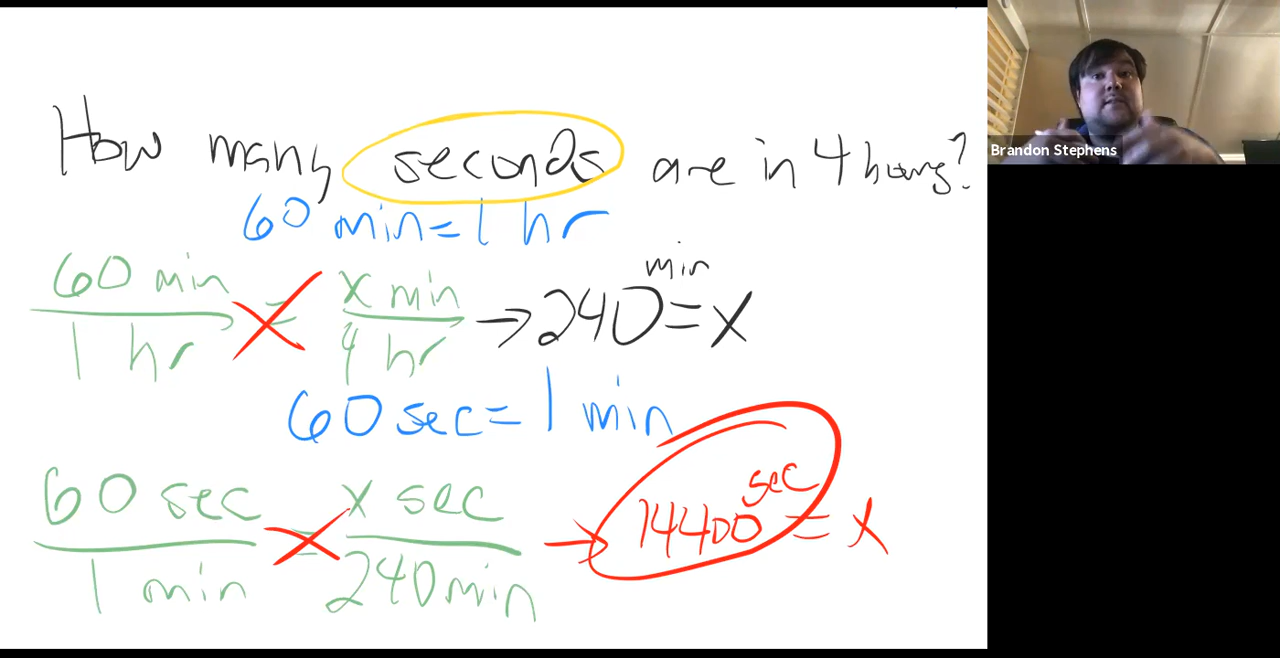 How many seconds are in 4 hours?
Brandon Stephens
60 min = 1 hr
60 min / 1 hr = x min / 4 hr → 240 min = x
60 sec = 1 min
60 sec / 1 min = x sec / 240 min → 14400 sec = x